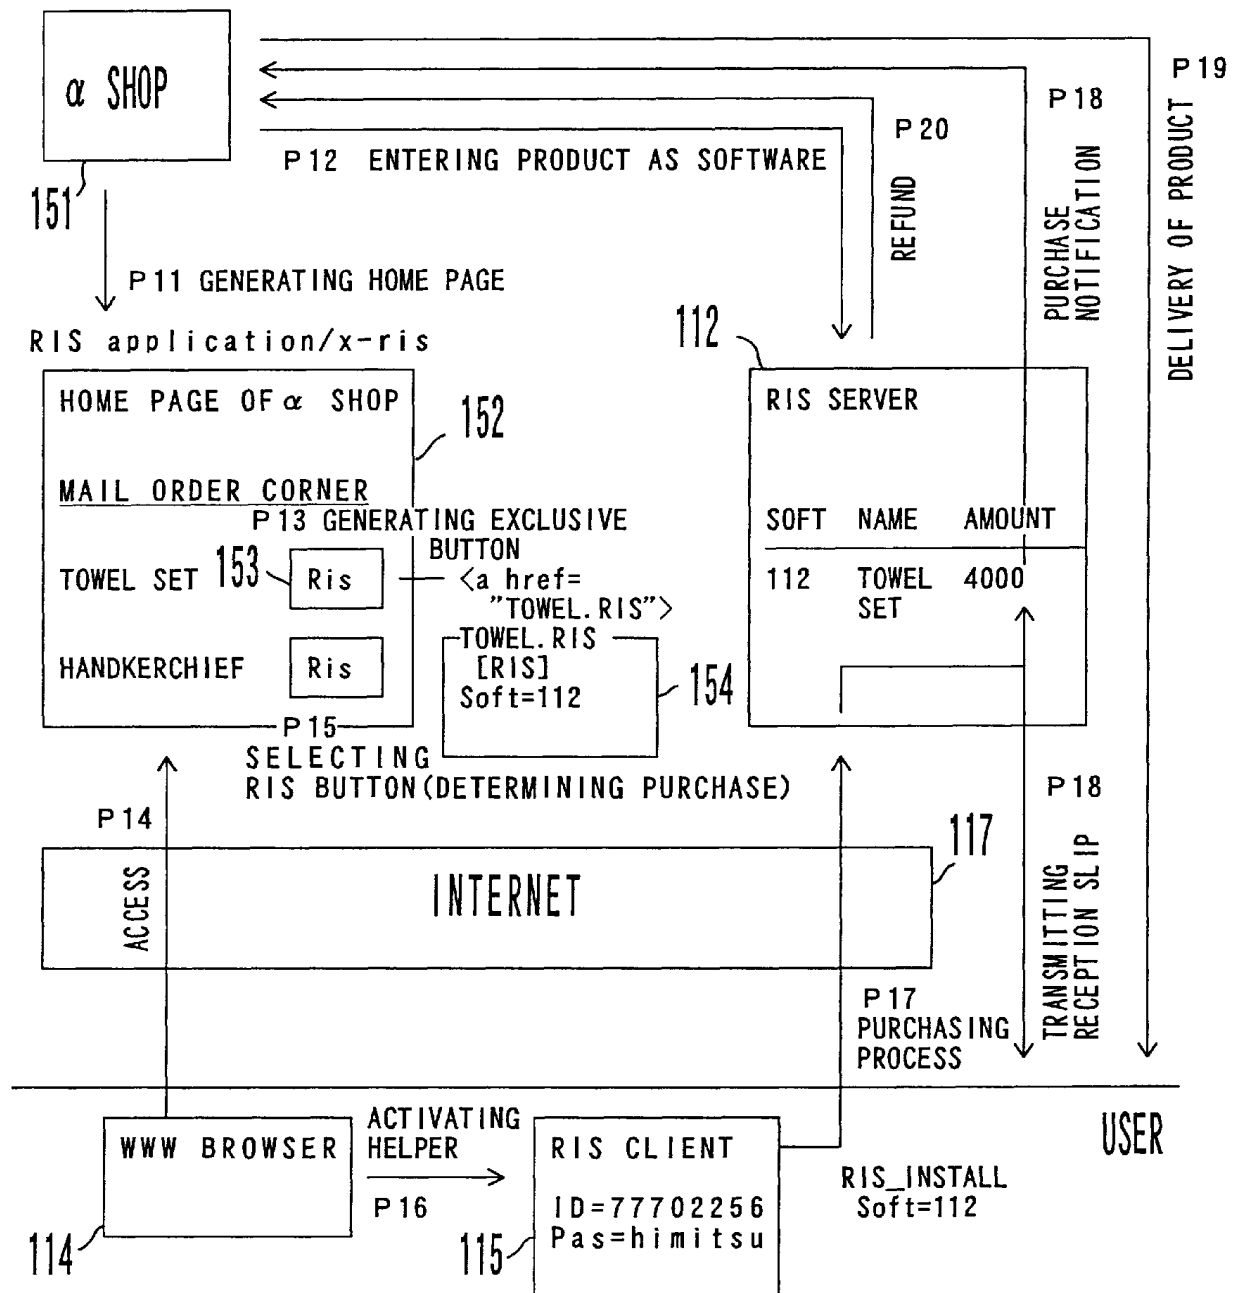 α SHOP
151
P19
DELIVERY OF PRODUCT
P18
PURCHASE
NOTIFICATION
P20
REFUND
P12 ENTERING PRODUCT AS SOFTWARE
P11 GENERATING HOME PAGE
RIS application/x-ris
HOME PAGE OF α SHOP
152
MAIL ORDER CORNER
P13 GENERATING EXCLUSIVE
BUTTON
TOWEL SET
153
Ris
<a href=
"TOWEL.RIS">
TOWEL.RIS
[RIS]
Soft=112
154
HANDKERCHIEF
Ris
112
RIS SERVER
SOFT NAME AMOUNT
112 TOWEL 4000
SET
P15
SELECTING
RIS BUTTON(DETERMINING PURCHASE)
P14
ACCESS
INTERNET
117
P18
TRANSMITTING
RECEPTION SLIP
P17
PURCHASING
PROCESS
USER
WWW BROWSER
114
ACTIVATING
HELPER
P16
RIS CLIENT
ID=77702256
Pas=himitsu
115
RIS_INSTALL
Soft=112